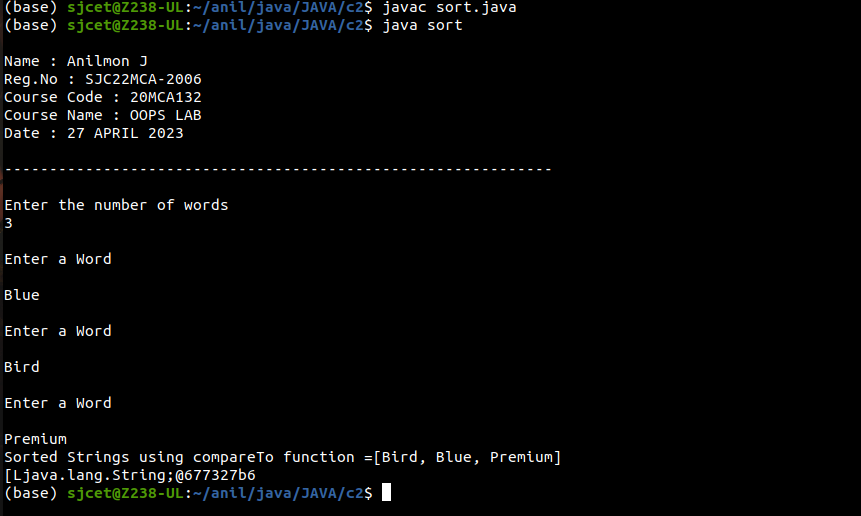 (base) sjcet@Z238-UL:~/anil/java/JAVA/c2$ javac sort.java
(base) sjcet@Z238-UL:~/anil/java/JAVA/c2$ java sort
Name : Anilmon J
Reg.No : SJC22MCA-2006
Course Code : 20MCA132
Course Name : OOPS LAB
Date : 27 APRIL 2023
-------------------------------------------------------------
Enter the number of words
3
Enter a Word
Blue
Enter a Word
Bird
Enter a Word
Premium
Sorted Strings using compareTo function =[Bird, Blue, Premium]
[Ljava.lang.String;@677327b6
(base) sjcet@Z238-UL:~/anil/java/JAVA/c2$